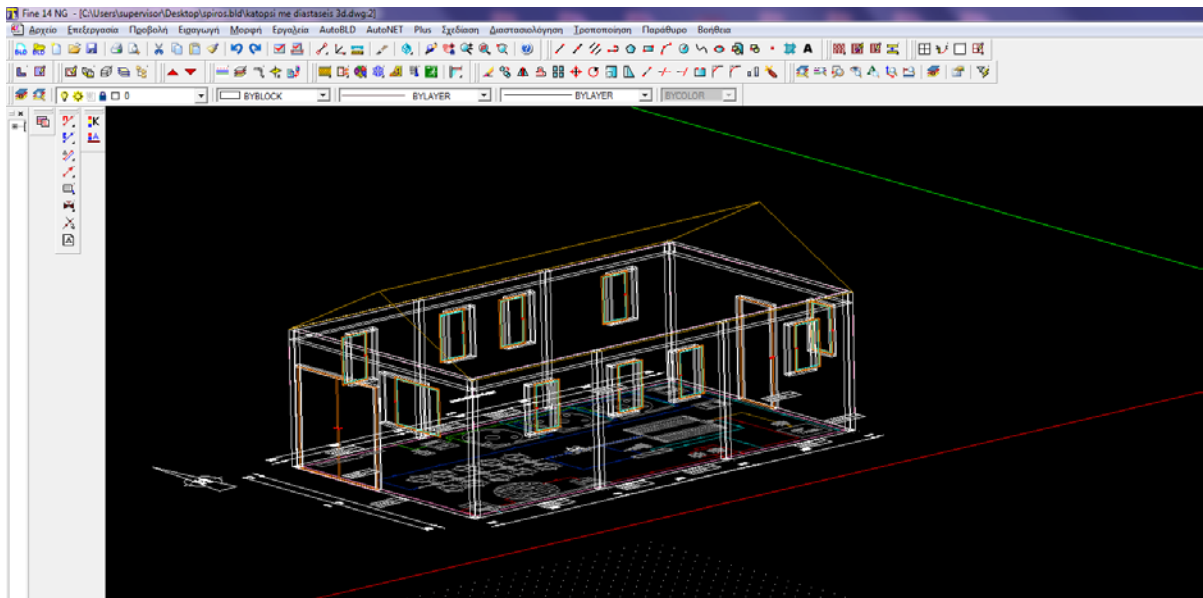 Fine 14 NG - [C:\Users\supervisor\Desktop\spiros.bld\katopsi me diastaseis 3d.dwg:2]
Αρχείο Επεξεργασία Προβολή Εισαγωγή Μορφή Εργαλεία AutoBLD AutoNET Plus Σχεδίαση Διαστασιολόγηση Τροποποίηση Παράθυρο Βοήθεια
0 BYBLOCK BYLAYER BYLAYER BYCOLOR